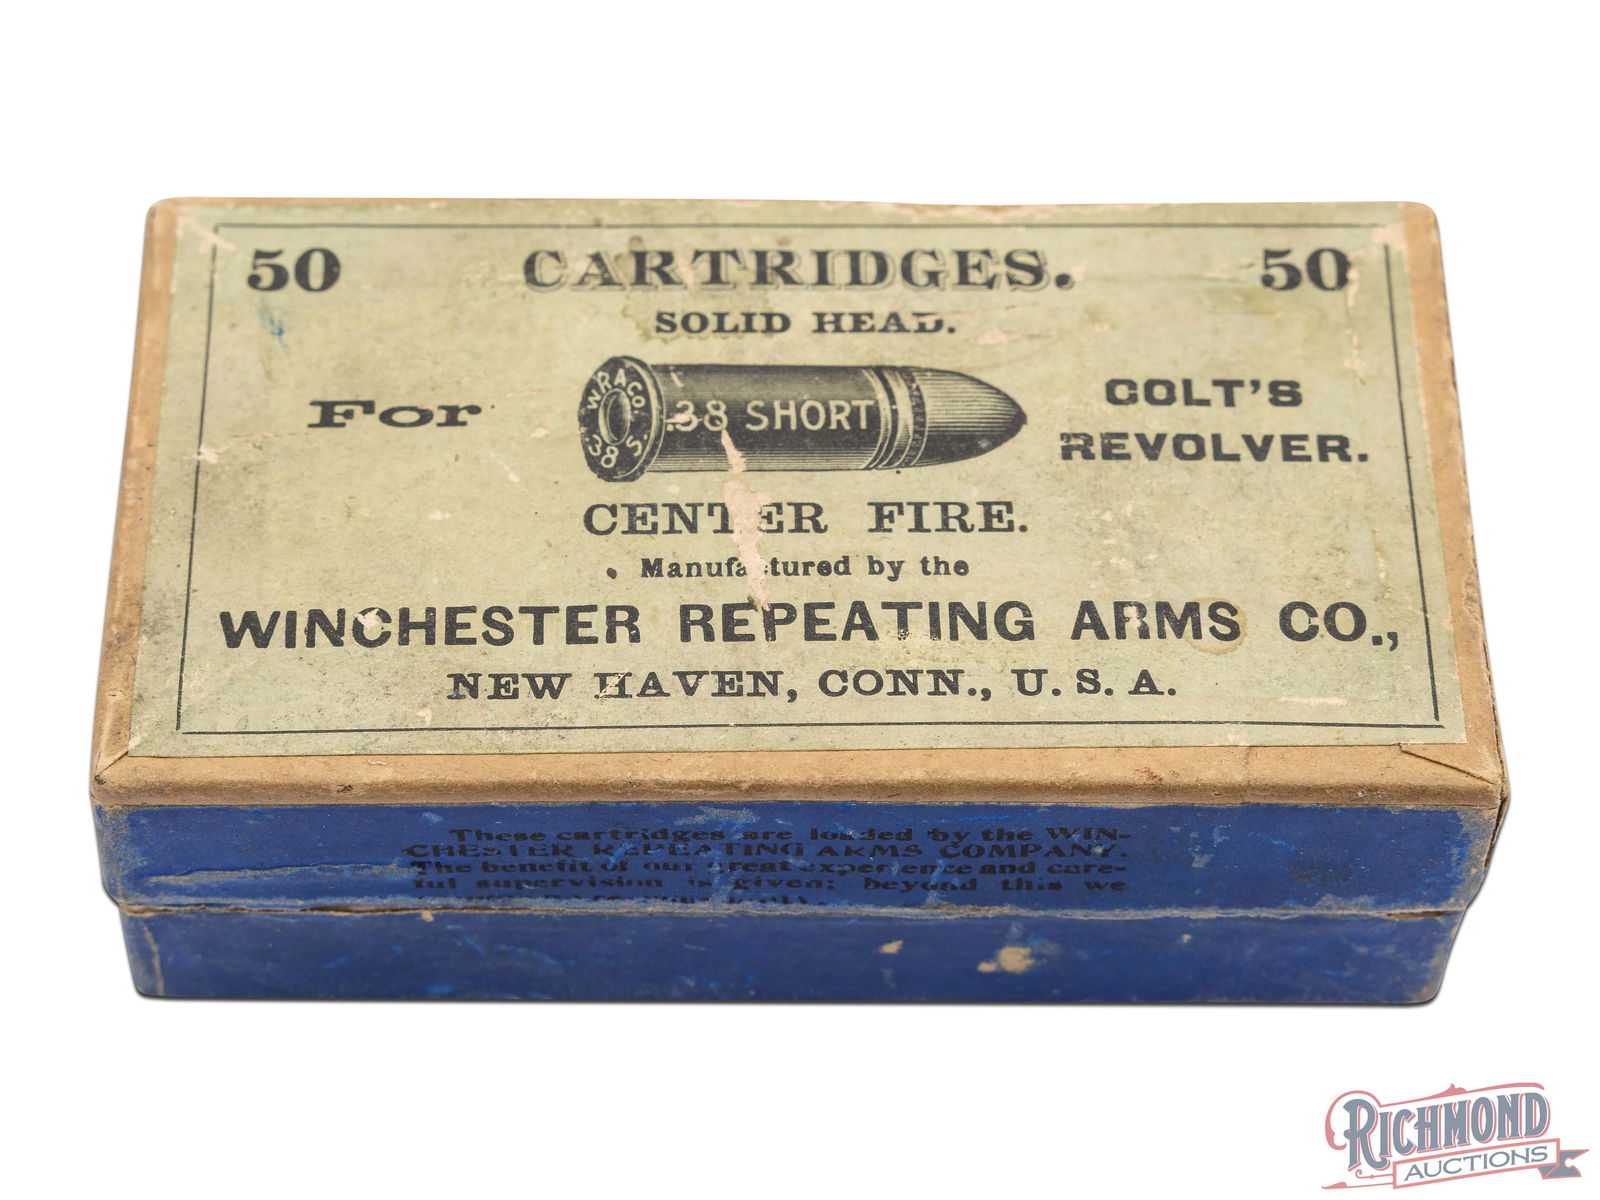 50 CARTRIDGES. 50
SOLID HEAD.
For
W.R.A.Co.
.38 S.
.38 SHORT
COLT'S
REVOLVER.
CENTER FIRE.
Manufactured by the
WINCHESTER REPEATING ARMS CO.,
NEW HAVEN, CONN., U. S. A.
These cartridges are loaded by the WIN-
CHESTER REPEATING ARMS COMPANY.
The benefit of our great experience and care-
ful supervision is given; beyond this we
RICHMOND
AUCTIONS